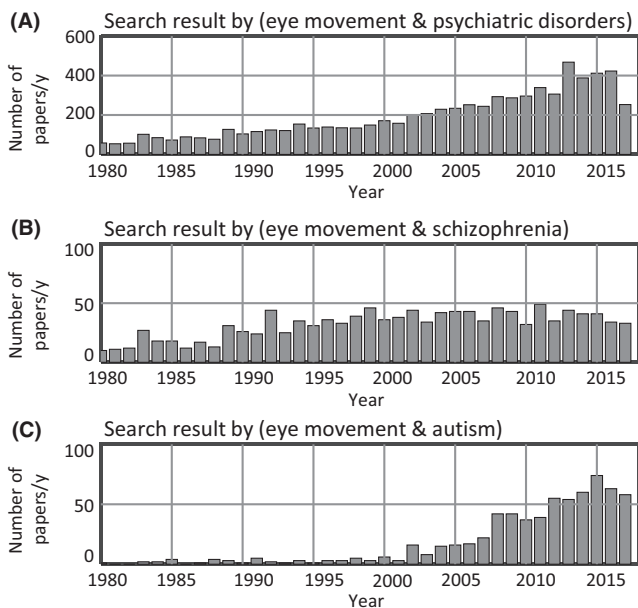 (A) Search result by (eye movement & psychiatric disorders)
Number of
papers/y
600
400
200
0
1980 1985 1990 1995 2000 2005 2010 2015
Year
(B) Search result by (eye movement & schizophrenia)
Number of
papers/y
100
50
0
1980 1985 1990 1995 2000 2005 2010 2015
Year
(C) Search result by (eye movement & autism)
Number of
papers/y
100
50
0
1980 1985 1990 1995 2000 2005 2010 2015
Year